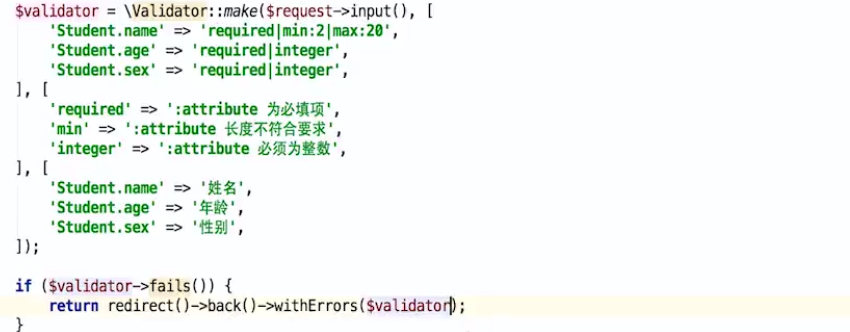 $validator = \Validator::make($request->input(), [
    'Student.name' => 'required|min:2|max:20',
    'Student.age' => 'required|integer',
    'Student.sex' => 'required|integer',
], [
    'required' => ':attribute 为必填项',
    'min' => ':attribute 长度不符合要求',
    'integer' => ':attribute 必须为整数',
], [
    'Student.name' => '姓名',
    'Student.age' => '年龄',
    'Student.sex' => '性别',
]);
if ($validator->fails()) {
    return redirect()->back()->withErrors($validator);
}